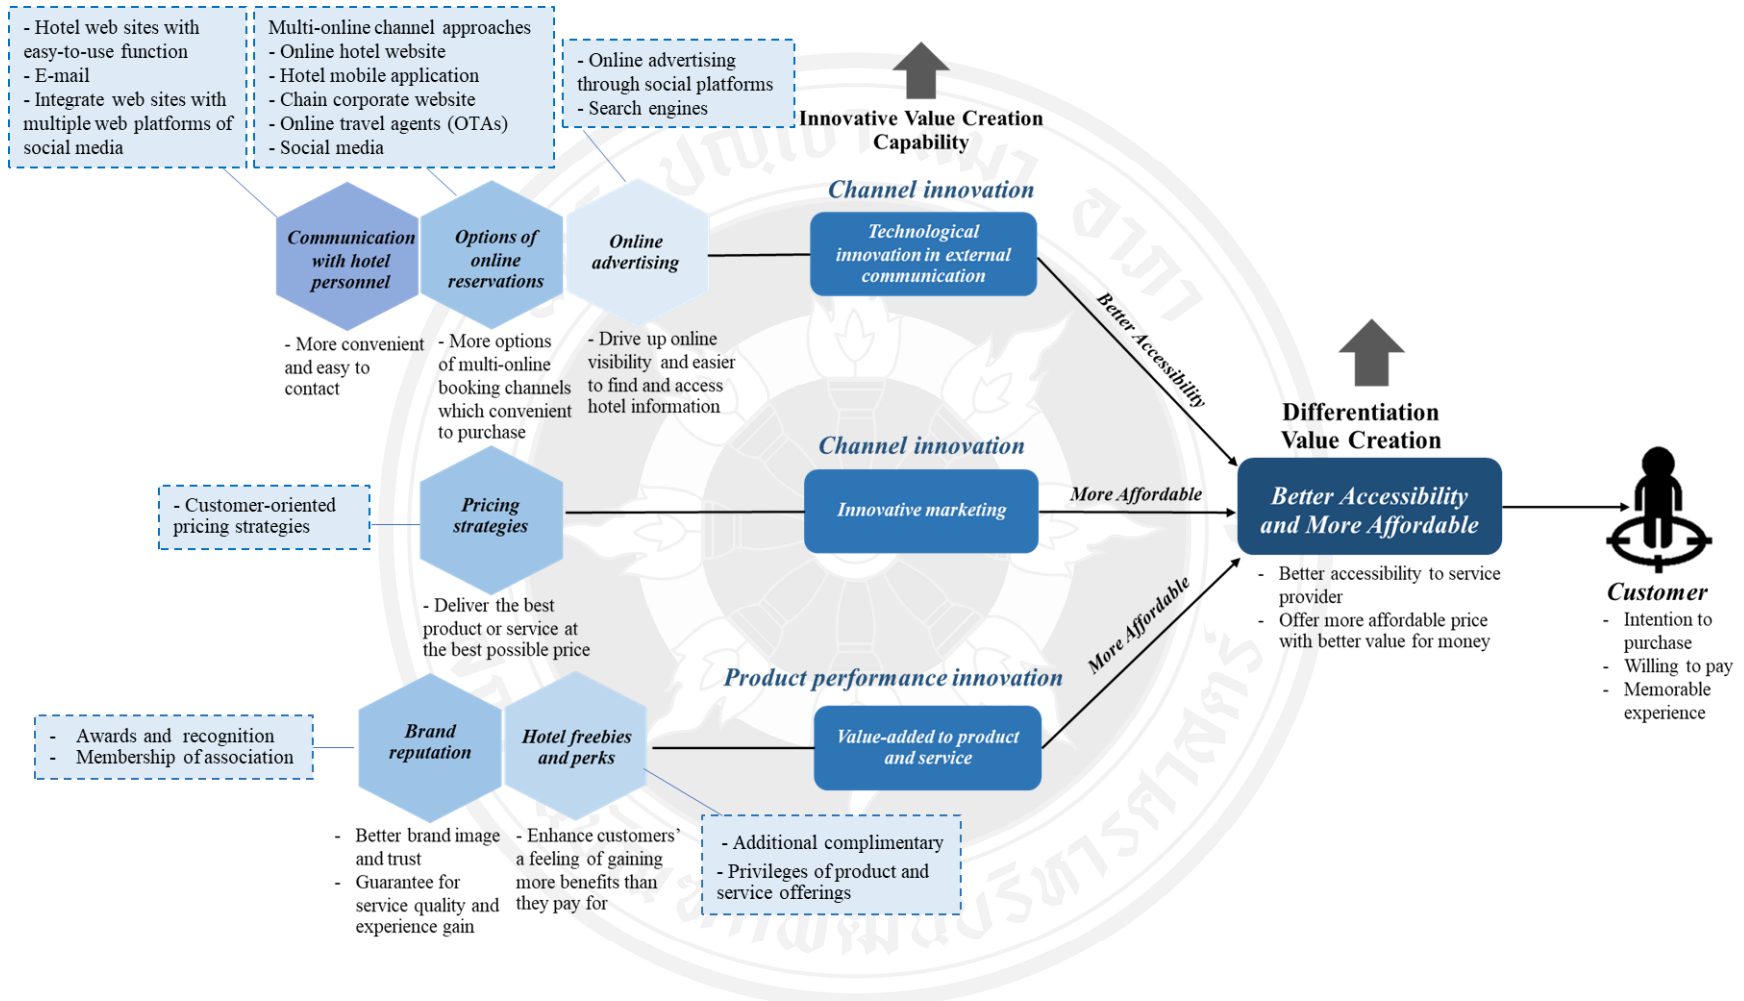 - Hotel web sites with
easy-to-use function
- E-mail
- Integrate web sites with
multiple web platforms of
social media
Multi-online channel approaches
- Online hotel website
- Hotel mobile application
- Chain corporate website
- Online travel agents (OTAs)
- Social media
- Online advertising
through social platforms
- Search engines
Innovative Value Creation
Capability
Communication
with hotel
personnel
Options of
online
reservations
Online
advertising
Channel innovation
Technological
innovation in external
communication
- More convenient
and easy to
contact
- More options
of multi-online
booking channels
which convenient
to purchase
- Drive up online
visibility and easier
to find and access
hotel information
Better Accessibility
Differentiation
Value Creation
Channel innovation
- Customer-oriented
pricing strategies
Pricing
strategies
Innovative marketing
More Affordable
Better Accessibility
and More Affordable
- Deliver the best
product or service at
the best possible price
- Better accessibility to service
provider
- Offer more affordable price
with better value for money
Customer
- Intention to
purchase
- Willing to pay
- Memorable
experience
More Affordable
Product performance innovation
- Awards and recognition
- Membership of association
Brand
reputation
Hotel freebies
and perks
Value-added to product
and service
- Better brand image
and trust
- Guarantee for
service quality and
experience gain
- Enhance customers’
a feeling of gaining
more benefits than
they pay for
- Additional complimentary
- Privileges of product and
service offerings